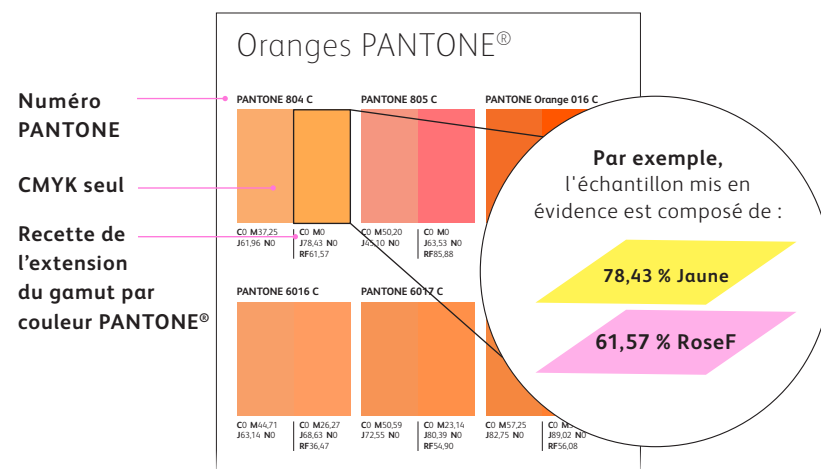 Oranges PANTONE®
Numéro
PANTONE
CMYK seul
Recette de
l’extension
du gamut par
couleur PANTONE®
PANTONE 804 C
C0 M37,25
J61,96 N0
C0 M0
J78,43 N0
RF61,57
PANTONE 805 C
C0 M50,20
J45,10 N0
C0 M0
J63,53 N0
RF85,88
PANTONE Orange 016 C
Par exemple,
l'échantillon mis en
évidence est composé de :
78,43 % Jaune
61,57 % RoseF
PANTONE 6016 C
C0 M44,71
J63,14 N0
C0 M26,27
J68,63 N0
RF36,47
PANTONE 6017 C
C0 M50,59
J72,55 N0
C0 M23,14
J80,39 N0
RF54,90
C0 M57,25
J82,75 N0
C0
J89,02 N0
RF56,08